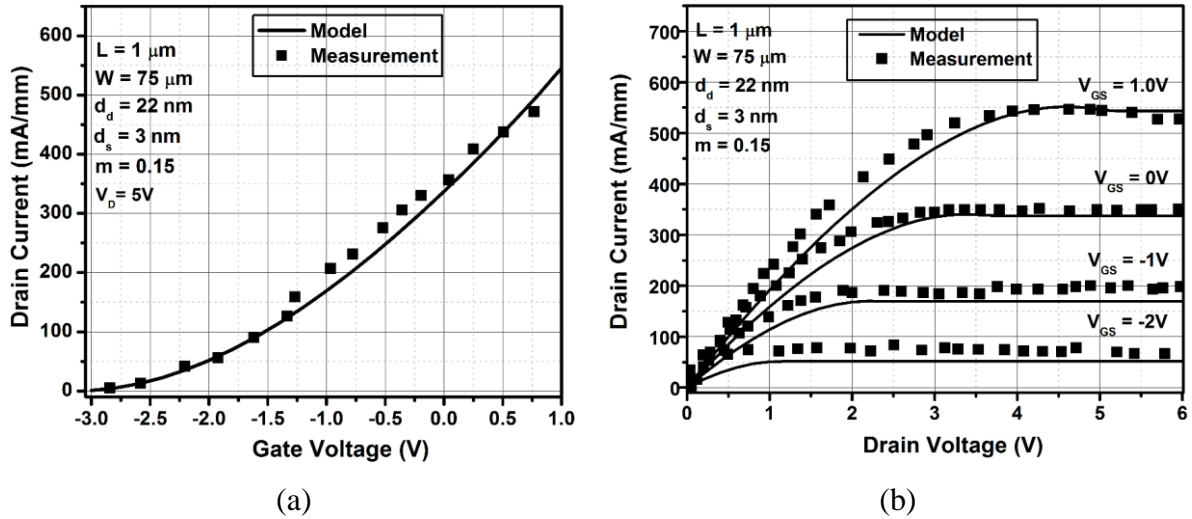 600
500
400
300
200
100
0
Drain Current (mA/mm)
L = 1 μm
W = 75 μm
d_d = 22 nm
d_s = 3 nm
m = 0.15
V_D = 5V
Model
Measurement
-3.0 -2.5 -2.0 -1.5 -1.0 -0.5 0.0 0.5 1.0
Gate Voltage (V)
(a)
700
600
500
400
300
200
100
0
Drain Current (mA/mm)
L = 1 μm
W = 75 μm
d_d = 22 nm
d_s = 3 nm
m = 0.15
Model
Measurement
V_GS = 1.0V
V_GS = 0V
V_GS = -1V
V_GS = -2V
0 1 2 3 4 5 6
Drain Voltage (V)
(b)